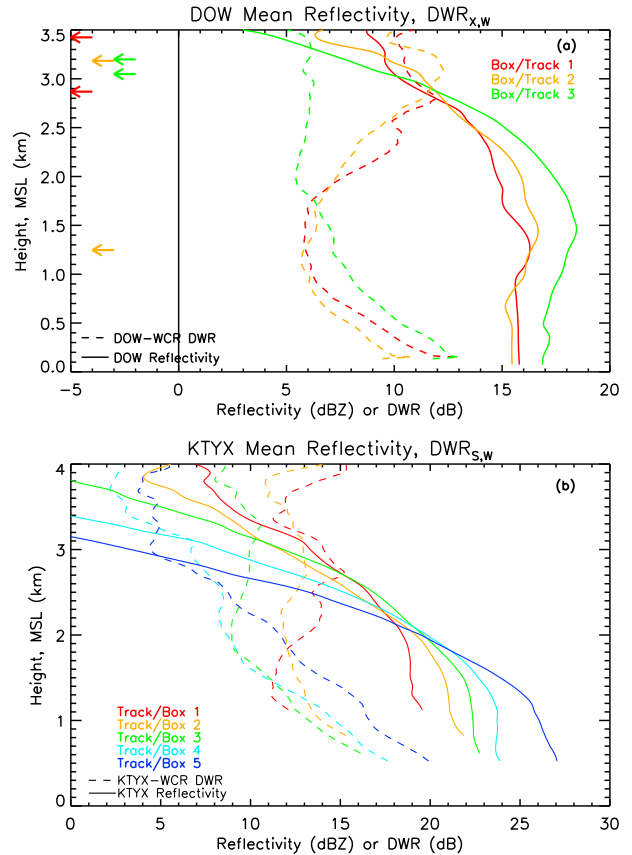 DOW Mean Reflectivity, DWR X,W
(a)
Box/Track 1
Box/Track 2
Box/Track 3
Height, MSL (km)
3.5
3.0
2.5
2.0
1.5
1.0
0.5
0.0
DOW-WCR DWR
DOW Reflectivity
-5 0 5 10 15 20
Reflectivity (dBZ) or DWR (dB)
KTYX Mean Reflectivity, DWR S,W
(b)
Height, MSL (km)
4
3
2
1
0
Track/Box 1
Track/Box 2
Track/Box 3
Track/Box 4
Track/Box 5
KTYX-WCR DWR
KTYX Reflectivity
0 5 10 15 20 25 30
Reflectivity (dBZ) or DWR (dB)